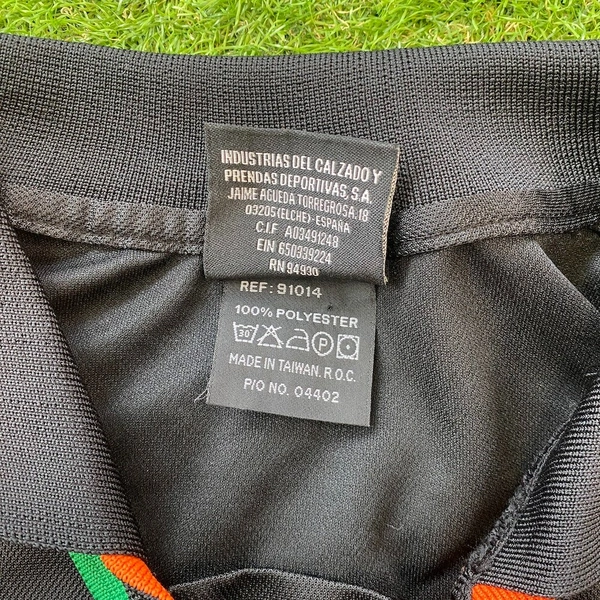 INDUSTRIAS DEL CALZADO Y
PRENDAS DEPORTIVAS, S.A.
JAIME AGUEDA TORREGROSA.18
03205(ELCHE)-ESPAÑA
C.I.F A03491248
EIN 650339224
RN 94930
REF: 91014
100% POLYESTER
30 P
MADE IN TAIWAN. R.O.C.
P/O NO. 04402